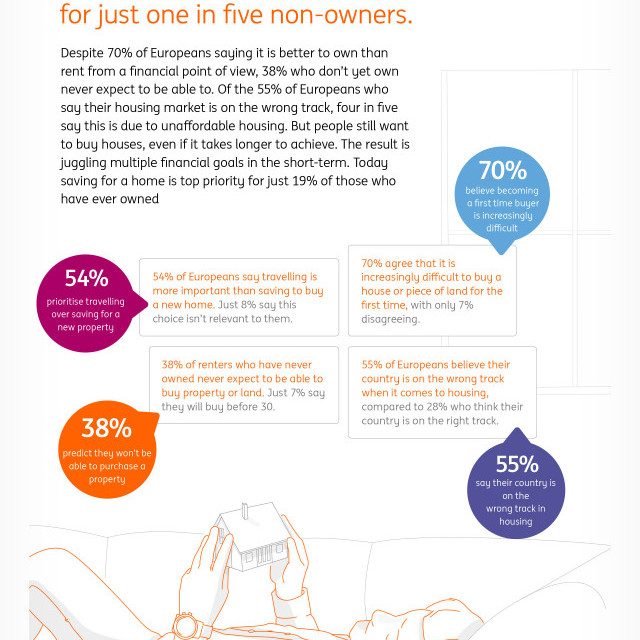 for just one in five non-owners.
Despite 70% of Europeans saying it is better to own than
rent from a financial point of view, 38% who don't yet own
never expect to be able to. Of the 55% of Europeans who
say their housing market is on the wrong track, four in five
say this is due to unaffordable housing. But people still want
to buy houses, even if it takes longer to achieve. The result is
juggling multiple financial goals in the short-term. Today
saving for a home is top priority for just 19% of those who
have ever owned
70%
believe becoming
a first time buyer
is increasingly
difficult
54%
prioritise travelling
over saving for a
new property
54% of Europeans say travelling is
more important than saving to buy
a new home. Just 8% say this
choice isn't relevant to them.
70% agree that it is
increasingly difficult to buy a
house or piece of land for the
first time, with only 7%
disagreeing.
38% of renters who have never
owned never expect to be able to
buy property or land. Just 7% say
they will buy before 30.
55% of Europeans believe their
country is on the wrong track
when it comes to housing,
compared to 28% who think their
country is on the right track.
38%
predict they won't be
able to purchase a
property
55%
say their country is
on the
wrong track in
housing